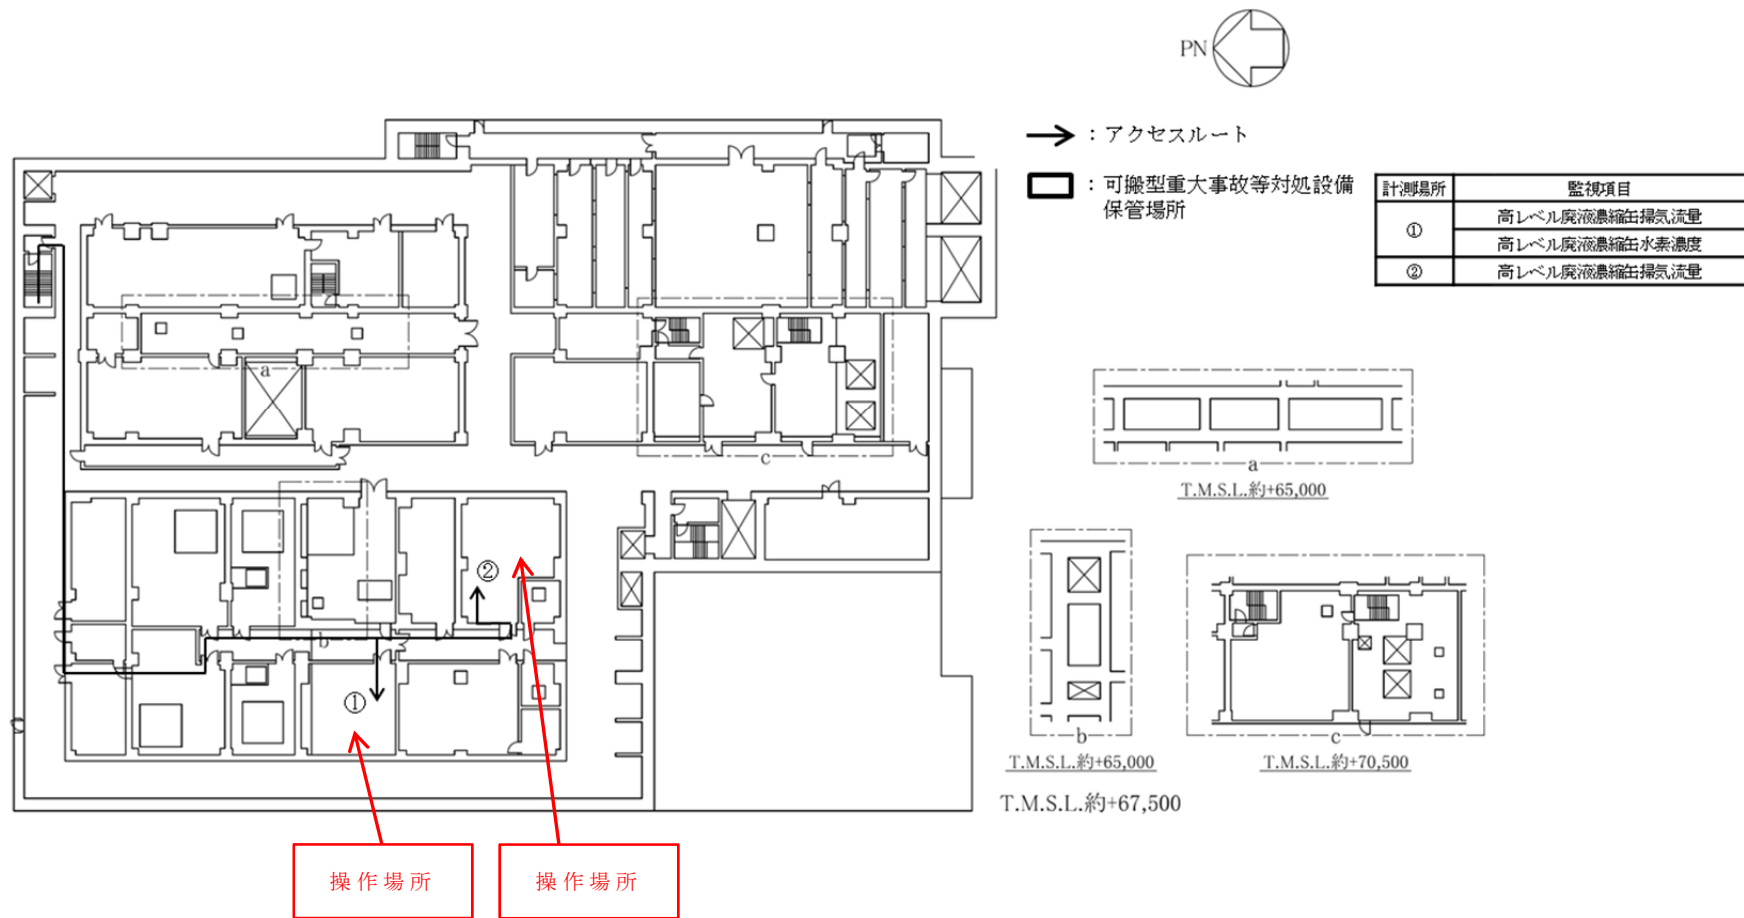 PN
：アクセスルート
：可搬型重大事故等対処設備
保管場所
計測場所 監視項目
① 高レベル廃液濃縮缶掃気流量
高レベル廃液濃縮缶水素濃度
② 高レベル廃液濃縮缶掃気流量
a
c
a
T.M.S.L.約+65,000
②
b
①
b
T.M.S.L.約+65,000
c
T.M.S.L.約+70,500
T.M.S.L.約+67,500
操作場所
操作場所